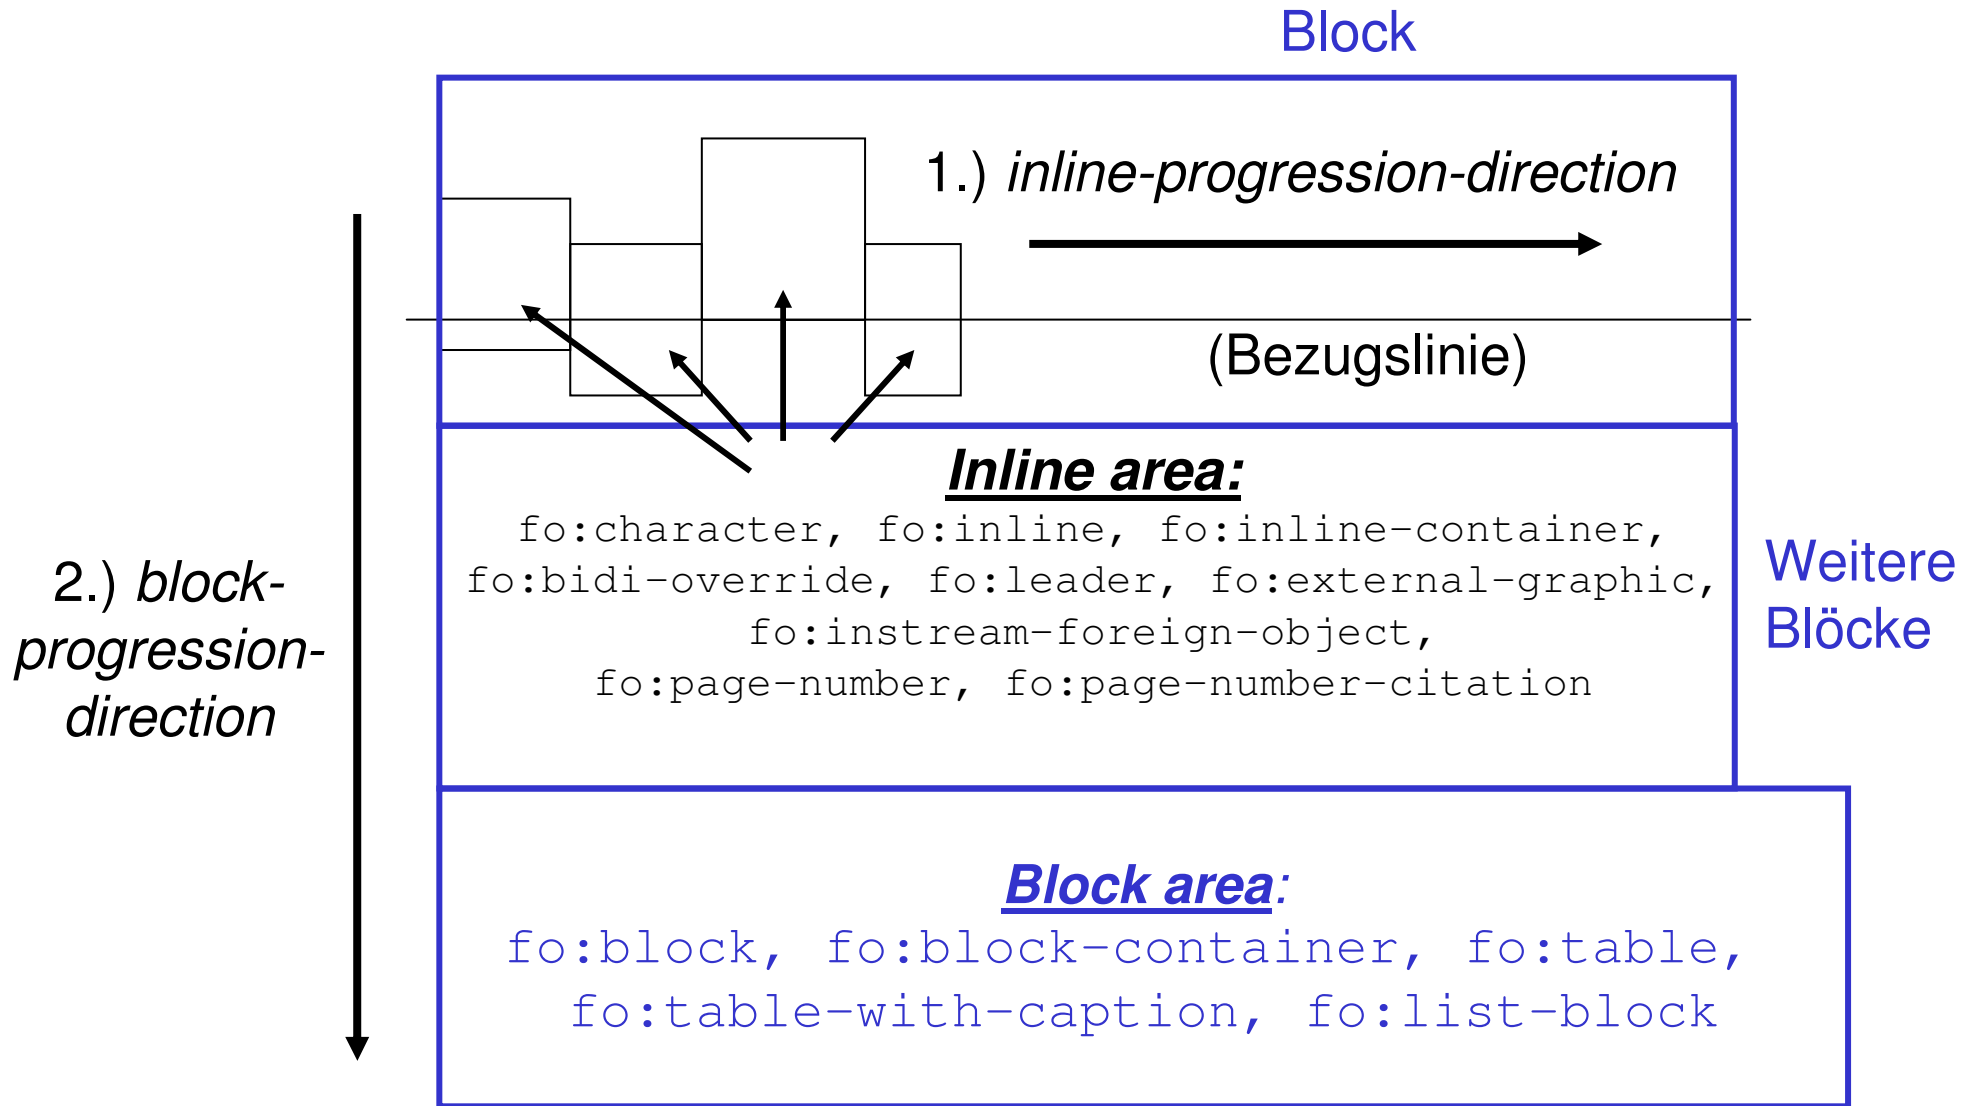 Block
1.) inline-progression-direction
(Bezugslinie)
Inline area:
fo:character, fo:inline, fo:inline-container,
fo:bidi-override, fo:leader, fo:external-graphic,
fo:instream-foreign-object,
fo:page-number, fo:page-number-citation
Weitere
Blöcke
2.) block-
progression-
direction
Block area:
fo:block, fo:block-container, fo:table,
fo:table-with-caption, fo:list-block